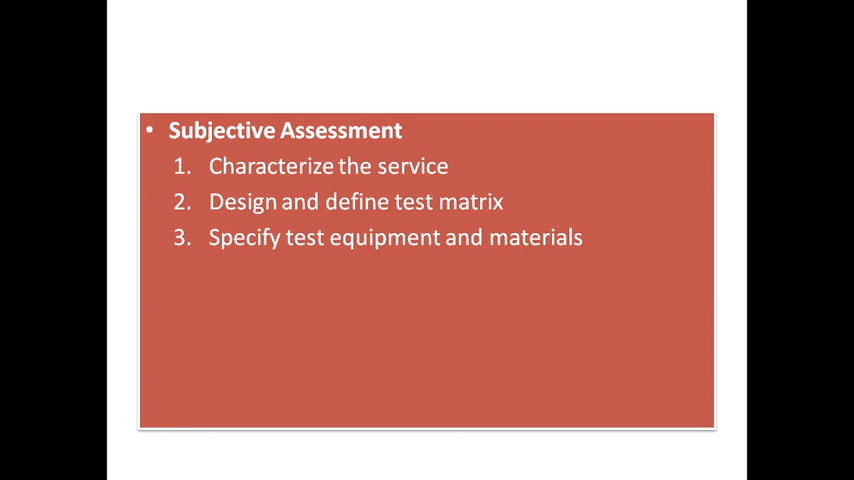 • Subjective Assessment
1. Characterize the service
2. Design and define test matrix
3. Specify test equipment and materials